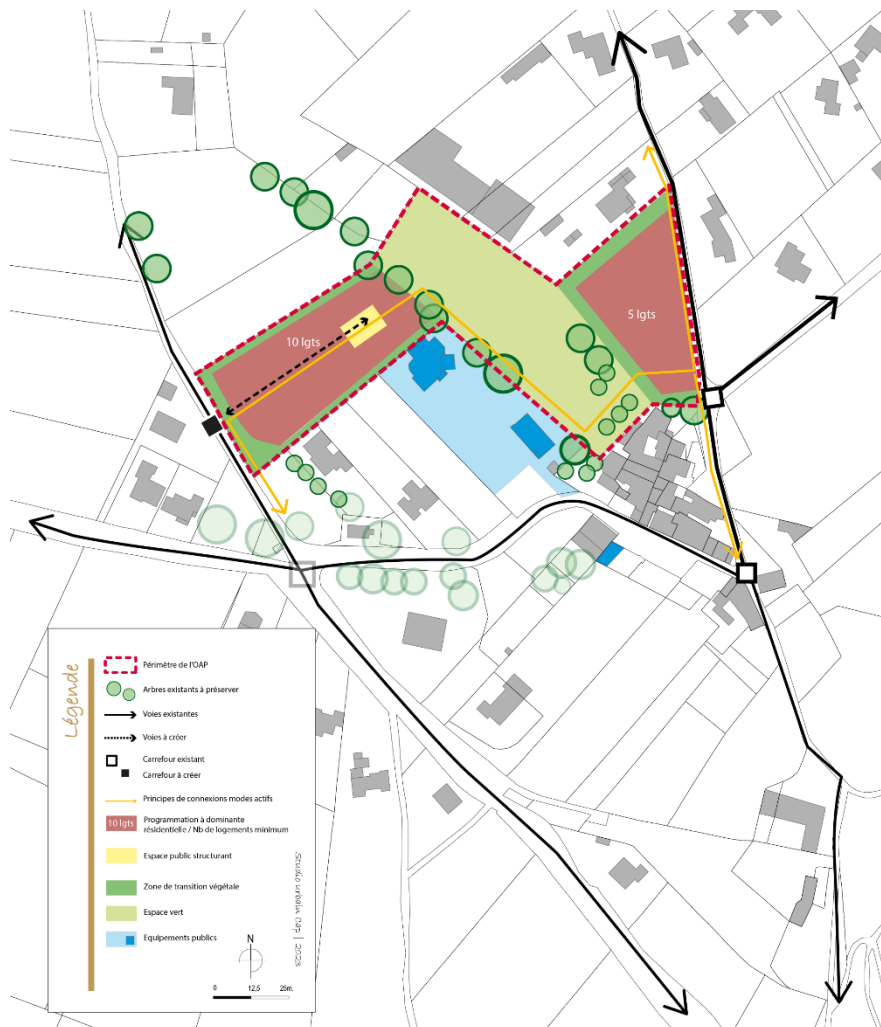 5 lgts
10 lgts
Légende
Périmètre de l'OAP
Arbres existants à préserver
Voies existantes
Voies à créer
Carrefour existant
Carrefour à créer
Principes de connexions modes actifs
10 lgts
Programmation à dominante
résidentielle / Nb de logements minimum
Espace public structurant
Zone de transition végétale
Espace vert
Equipements publics
Studio urbain Cap | 2023
N
0 12,5 25m.